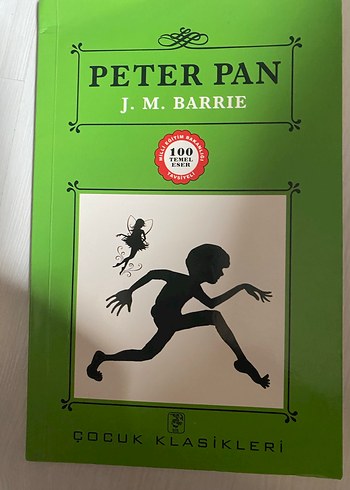 PETER PAN
J. M. BARRIE
MİLLİ EĞİTİM BAKANLIĞI
100
TEMEL
ESER
TAVSİYELİ
ÇOCUK KLASİKLERİ